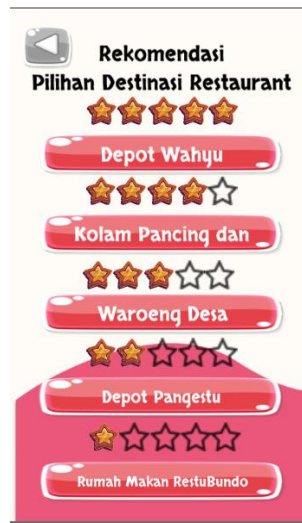 Rekomendasi
Pilihan Destinasi Restaurant
Depot Wahyu
Kolam Pancing dan
Waroeng Desa
Depot Pangestu
Rumah Makan RestuBundo